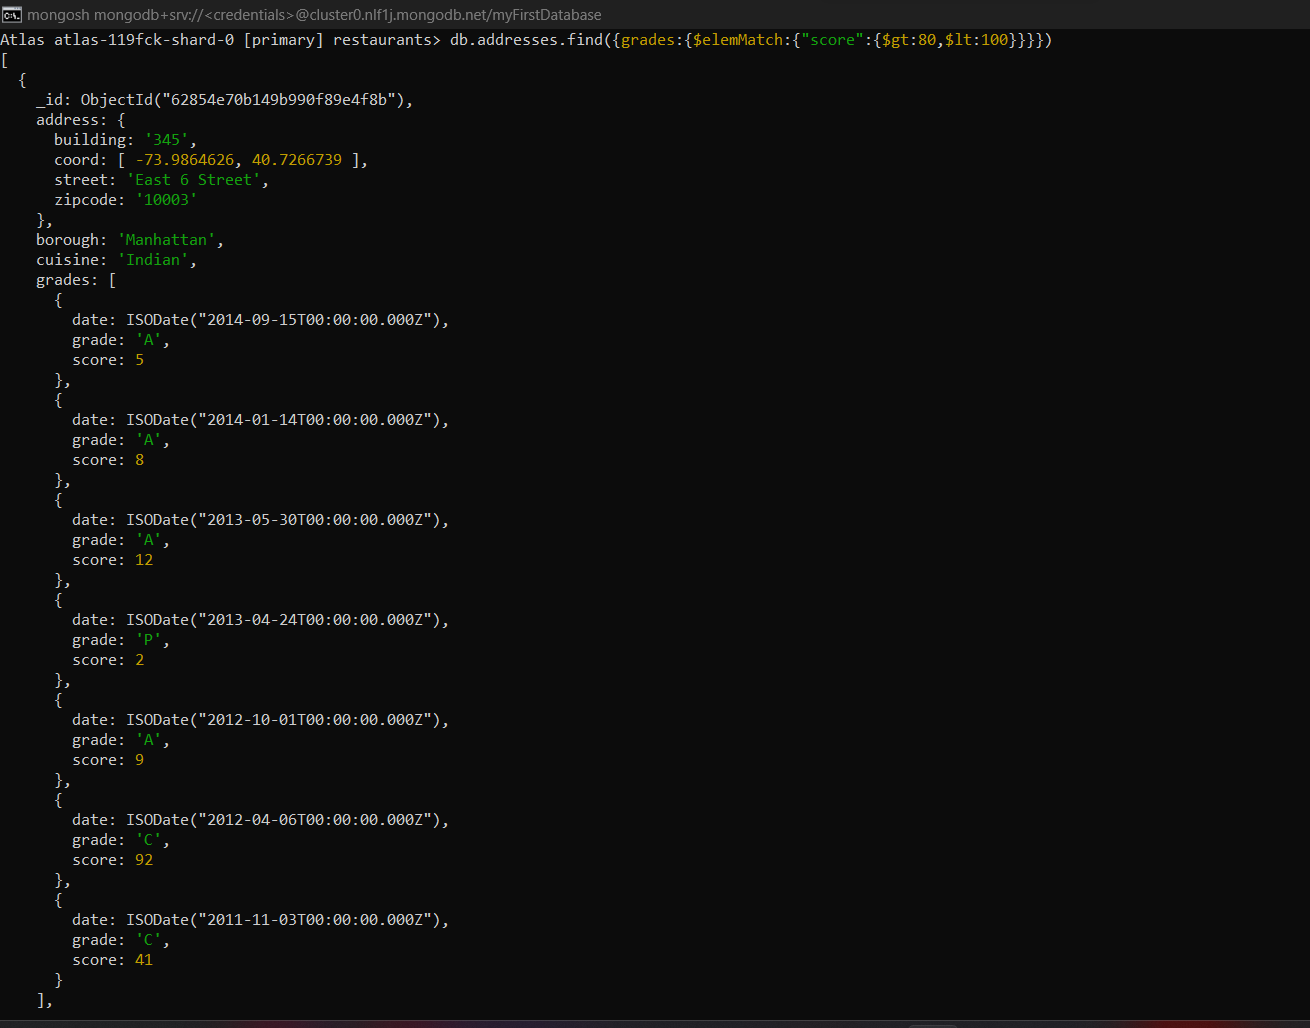 mongosh mongodb+srv://<credentials>@cluster0.nlf1j.mongodb.net/myFirstDatabase
Atlas atlas-119fck-shard-0 [primary] restaurants> db.addresses.find({grades:{$elemMatch:{"score":{$gt:80,$lt:100}}}})
[
  {
    _id: ObjectId("62854e70b149b990f89e4f8b"),
    address: {
      building: '345',
      coord: [ -73.9864626, 40.7266739 ],
      street: 'East 6 Street',
      zipcode: '10003'
    },
    borough: 'Manhattan',
    cuisine: 'Indian',
    grades: [
      {
        date: ISODate("2014-09-15T00:00:00.000Z"),
        grade: 'A',
        score: 5
      },
      {
        date: ISODate("2014-01-14T00:00:00.000Z"),
        grade: 'A',
        score: 8
      },
      {
        date: ISODate("2013-05-30T00:00:00.000Z"),
        grade: 'A',
        score: 12
      },
      {
        date: ISODate("2013-04-24T00:00:00.000Z"),
        grade: 'P',
        score: 2
      },
      {
        date: ISODate("2012-10-01T00:00:00.000Z"),
        grade: 'A',
        score: 9
      },
      {
        date: ISODate("2012-04-06T00:00:00.000Z"),
        grade: 'C',
        score: 92
      },
      {
        date: ISODate("2011-11-03T00:00:00.000Z"),
        grade: 'C',
        score: 41
      }
    ],